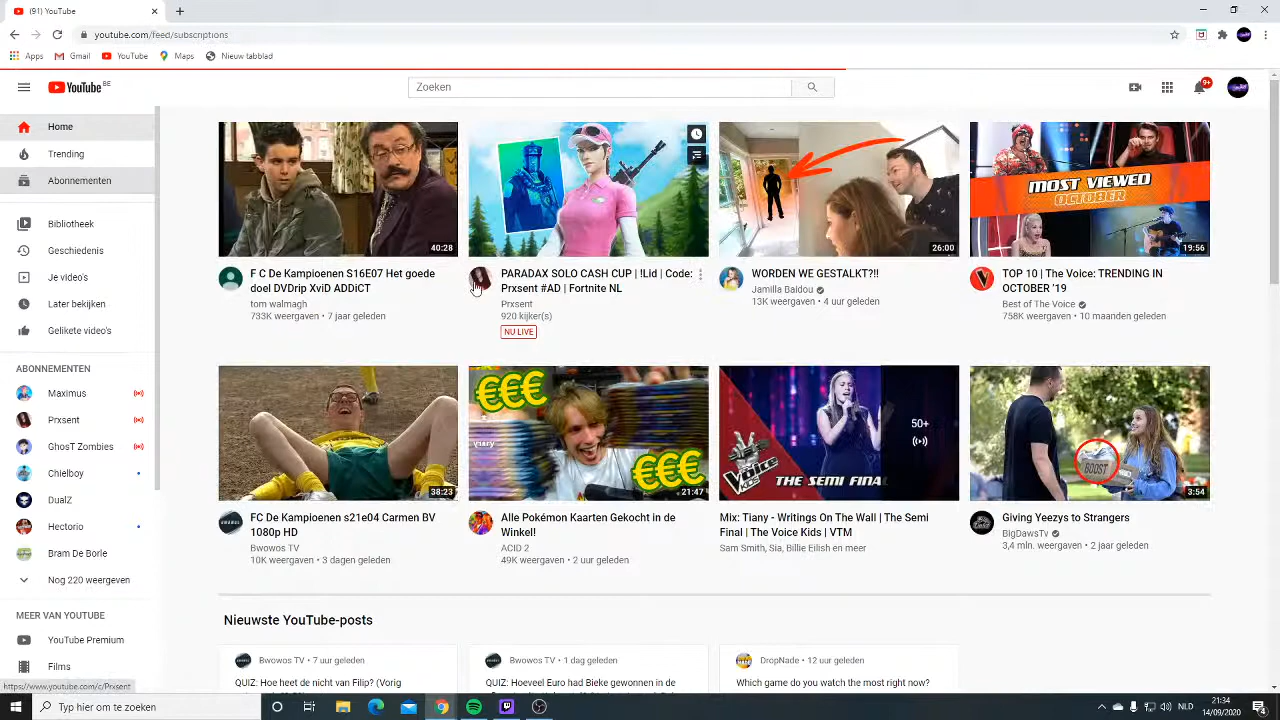 (91) YouTube
youtube.com/feed/subscriptions
Apps
Gmail
YouTube
Maps
Nieuw tabblad
YouTube BE
Zoeken
9+
Home
Trending
Abonnementen
Bibliotheek
Geschiedenis
Je video's
Later bekijken
Gelikete video's
ABONNEMENTEN
Maximus
Prxsent
GhosT Zombies
Chielboy
DualZ
Hectorio
Bram De Borie
Nog 220 weergeven
MEER VAN YOUTUBE
YouTube Premium
Films
https://www.youtube.com/c/Prxsent
40:28
F C De Kampioenen S16E07 Het goede
doel DVDrip XviD ADDiCT
tom walmagh
733K weergaven • 7 jaar geleden
PARADAX SOLO CASH CUP | !Lid | Code:
Prxsent #AD | Fortnite NL
Prxsent
920 kijker(s)
NU LIVE
26:00
WORDEN WE GESTALKT?!!
Jamilla Baidou
13K weergaven • 4 uur geleden
MOST VIEWED
OCTOBER
19:56
TOP 10 | The Voice: TRENDING IN
OCTOBER '19
Best of The Voice
758K weergaven • 10 maanden geleden
38:23
FC De Kampioenen s21e04 Carmen BV
1080p HD
Bwowos TV
10K weergaven • 3 dagen geleden
€€€
€€€
21:47
Alle Pokémon Kaarten Gekocht in de
Winkel!
ACID 2
49K weergaven • 2 uur geleden
50+
the Voice
THE SEMI FINAL
Mix: Tiany - Writings On The Wall | The Semi
Final | The Voice Kids | VTM
Sam Smith, Sia, Billie Eilish en meer
BOOST
3:54
Giving Yeezys to Strangers
BigDawsTv
3,4 mln. weergaven • 2 jaar geleden
Nieuwste YouTube-posts
Bwowos TV • 7 uur geleden
QUIZ: Hoe heet de nicht van Filip? (Vorig
Bwowos TV • 1 dag geleden
QUIZ: Hoeveel Euro had Bieke gewonnen in de
DropNade • 12 uur geleden
Which game do you watch the most right now?
Typ hier om te zoeken
NLD
21:34
14/09/2020